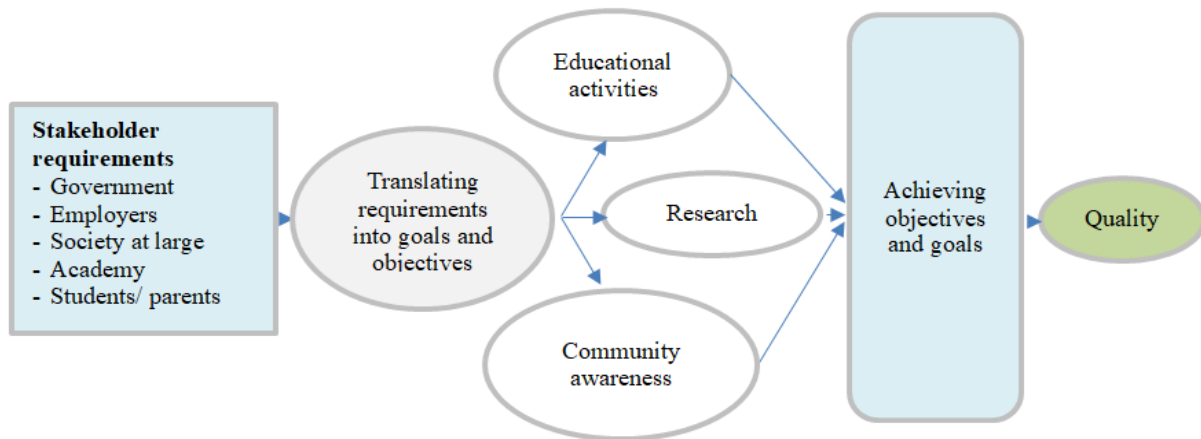 Stakeholder
requirements
- Government
- Employers
- Society at large
- Academy
- Students/ parents
Translating
requirements
into goals and
objectives
Educational
activities
Research
Community
awareness
Achieving
objectives
and goals
Quality